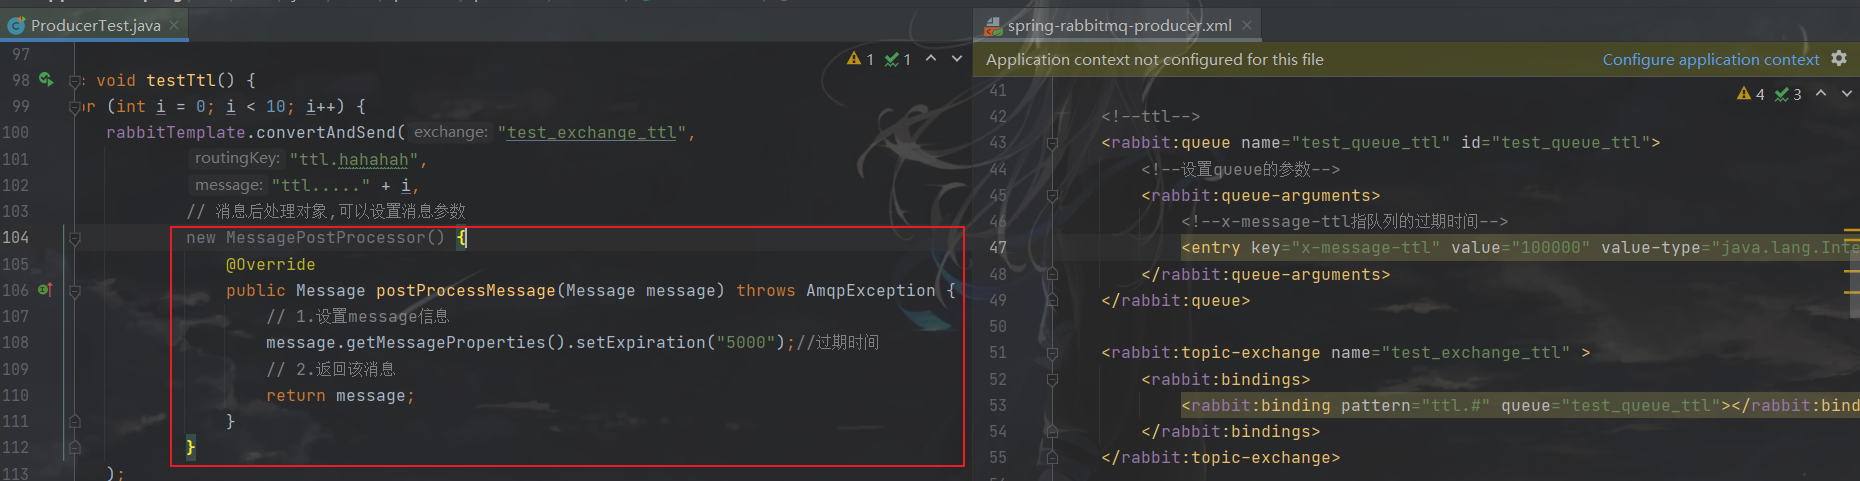 ProducerTest.java
97
98 : void testTtl() {
99 or (int i = 0; i < 10; i++) {
100 rabbitTemplate.convertAndSend( exchange: "test_exchange_ttl",
101 routingKey: "ttl.hahahah",
102 message: "ttl....." + i,
103 // 消息后处理对象,可以设置消息参数
104 new MessagePostProcessor() {
105 @Override
106 public Message postProcessMessage(Message message) throws AmqpException {
107 // 1.设置message信息
108 message.getMessageProperties().setExpiration("5000");//过期时间
109 // 2.返回该消息
110 return message;
111 }
112 }
113 );
1 1
spring-rabbitmq-producer.xml
Application context not configured for this file Configure application context
4 3
41
42 <!--ttl-->
43 <rabbit:queue name="test_queue_ttl" id="test_queue_ttl">
44 <!--设置queue的参数-->
45 <rabbit:queue-arguments>
46 <!--x-message-ttl指队列的过期时间-->
47 <entry key="x-message-ttl" value="100000" value-type="java.lang.Inte
48 </rabbit:queue-arguments>
49 </rabbit:queue>
50
51 <rabbit:topic-exchange name="test_exchange_ttl" >
52 <rabbit:bindings>
53 <rabbit:binding pattern="ttl.#" queue="test_queue_ttl"></rabbit:bind
54 </rabbit:bindings>
55 </rabbit:topic-exchange>